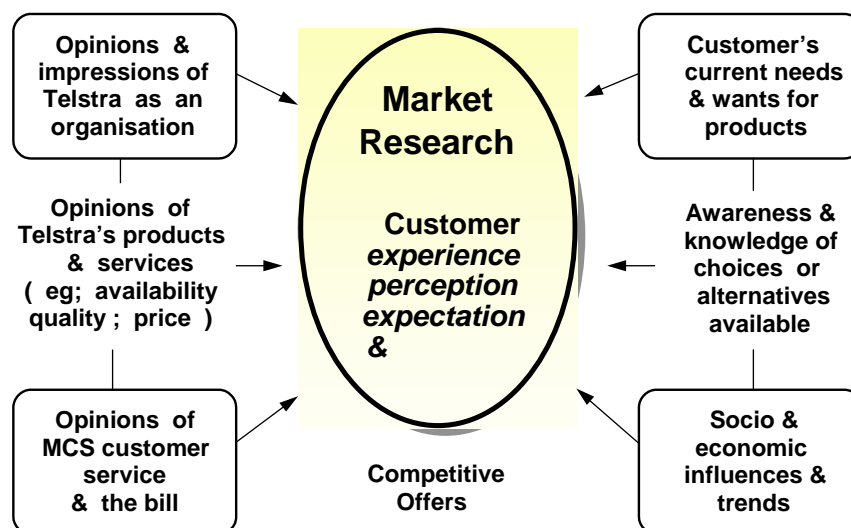 Opinions &
impressions of
Telstra as an
organisation
Opinions of
Telstra's products
& services
( eg; availability
quality ; price )
Opinions of
MCS customer
service
& the bill
Market
Research
Customer
experience
perception
expectation
&
Competitive
Offers
Customer's
current needs
& wants for
products
Awareness &
knowledge of
choices or
alternatives
available
Socio &
economic
influences &
trends